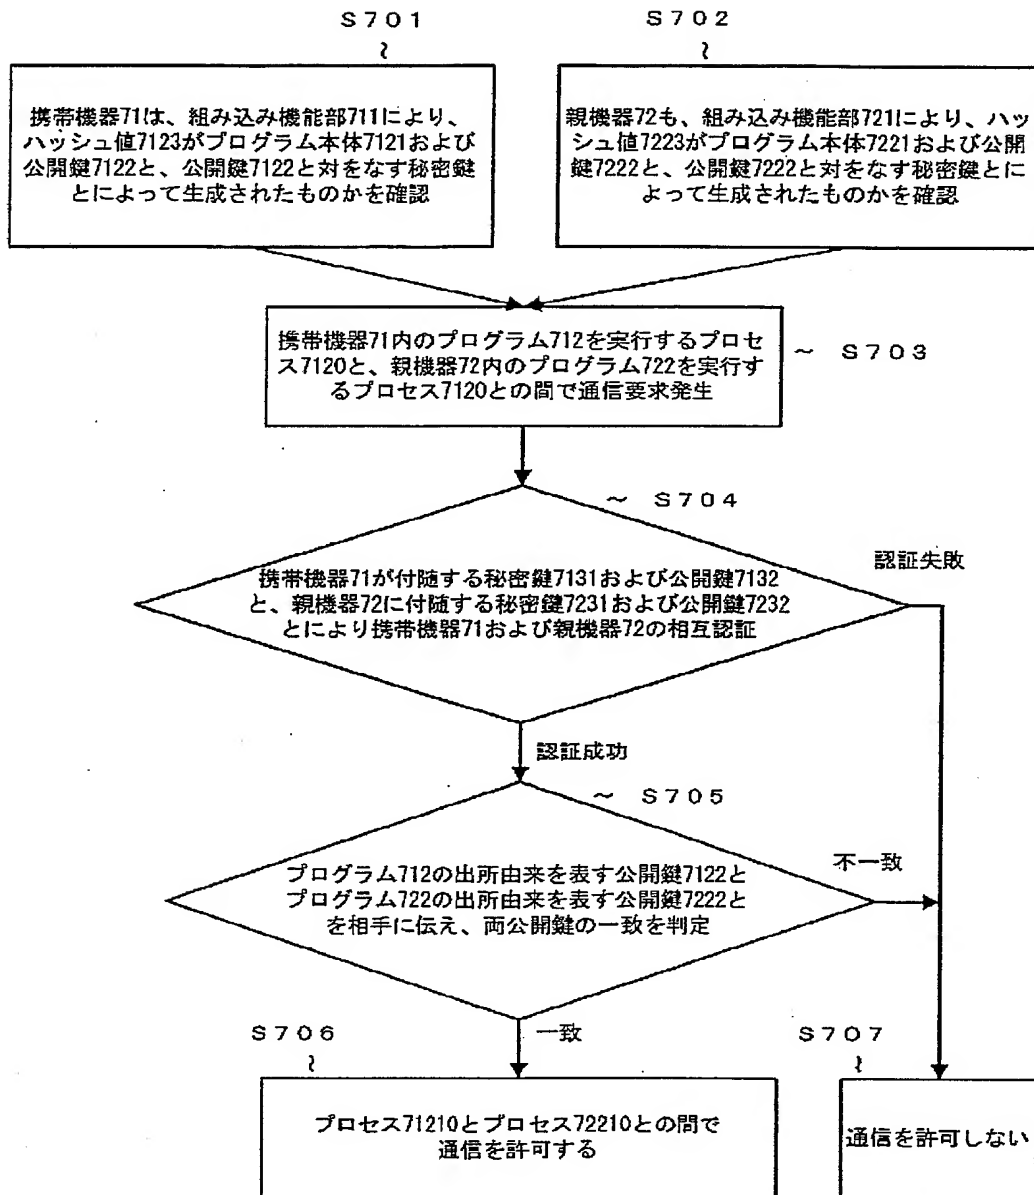 S701
携帯機器71は、組み込み機能部711により、
ハッシュ値7123がプログラム本体7121および
公開鍵7122と、公開鍵7122と対をなす秘密鍵
とによって生成されたものかを確認
S702
親機器72も、組み込み機能部721により、ハッ
シュ値7223がプログラム本体7221および公開
鍵7222と、公開鍵7222と対をなす秘密鍵とに
よって生成されたものかを確認
携帯機器71内のプログラム712を実行するプロセ
ス7120と、親機器72内のプログラム722を実行す
るプロセス7120との間で通信要求発生
~ S703
~ S704
携帯機器71が付随する秘密鍵7131および公開鍵7132
と、親機器72に付随する秘密鍵7231および公開鍵7232
とにより携帯機器71および親機器72の相互認証
認証失敗
認証成功
~ S705
プログラム712の出所由来を表す公開鍵7122と
プログラム722の出所由来を表す公開鍵7222と
を相手に伝え、両公開鍵の一致を判定
不一致
一致
S706
プロセス71210とプロセス72210との間で
通信を許可する
S707
通信を許可しない